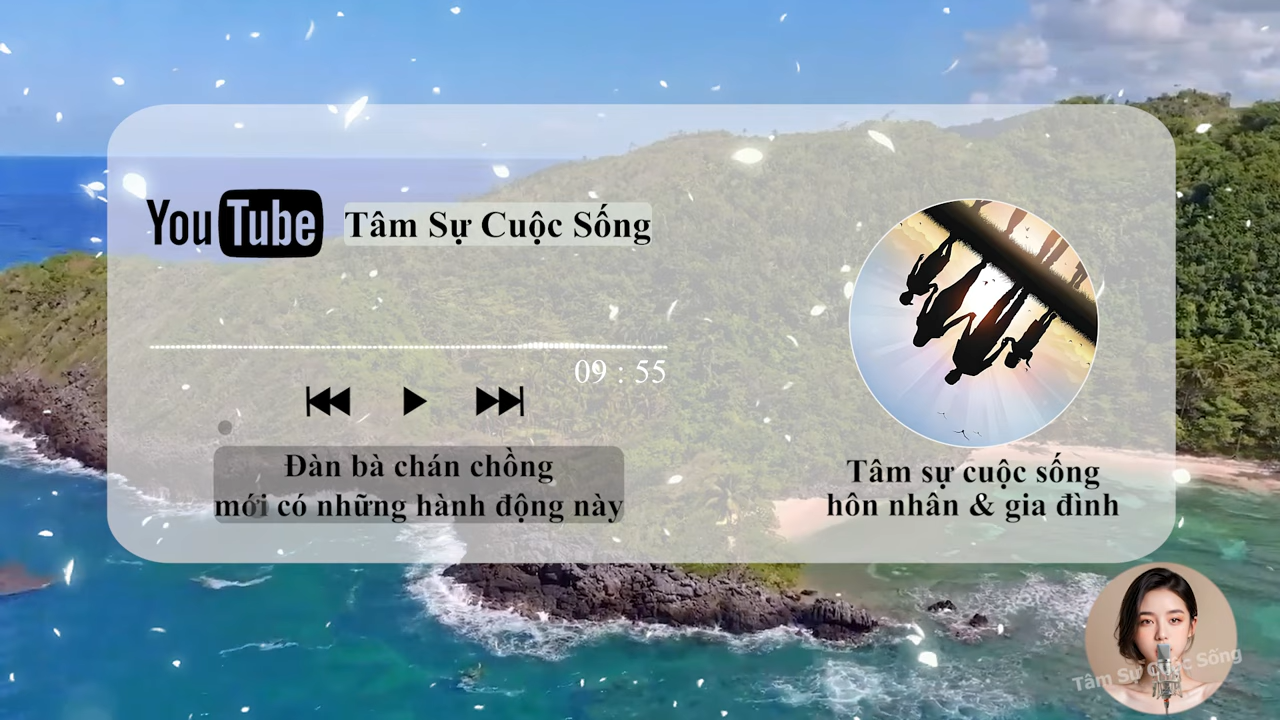 YouTube
Tâm Sự Cuộc Sống
09 : 55
Đàn bà chán chồng
mới có những hành động này
Tâm sự cuộc sống
hôn nhân & gia đình
Tâm Sự Cuộc Sống